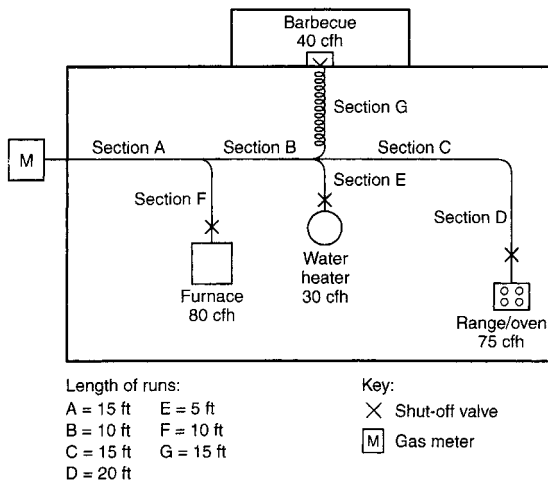 Barbecue
40 cfh
Section G
M
Section A
Section B
Section C
Section E
Section F
Section D
Furnace
80 cfh
Water
heater
30 cfh
Range/oven
75 cfh
Length of runs:
A = 15 ft E = 5 ft
B = 10 ft F = 10 ft
C = 15 ft G = 15 ft
D = 20 ft
Key:
Shut-off valve
M Gas meter